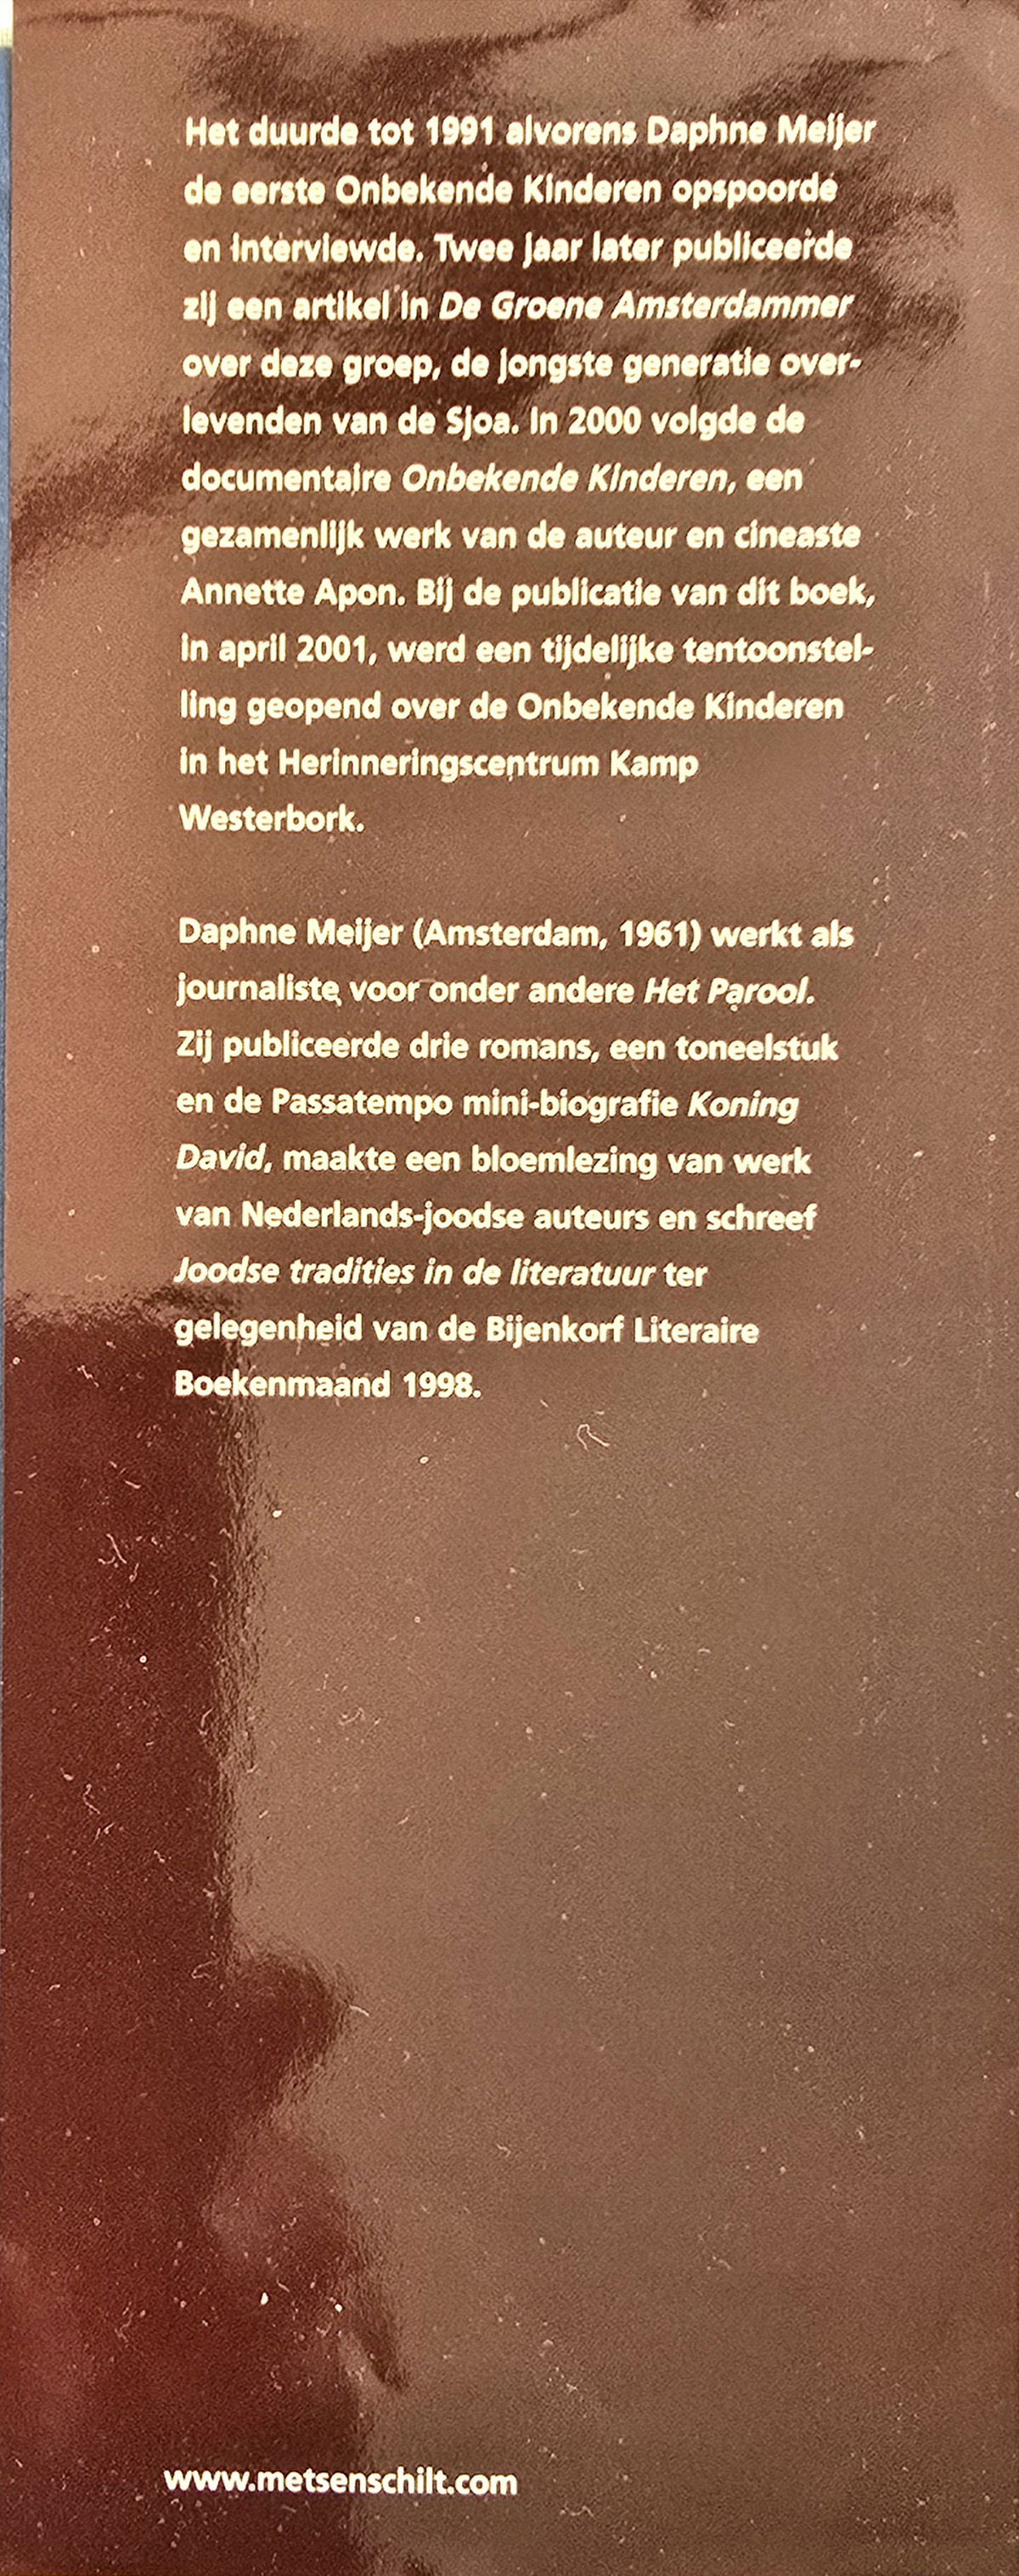 Het duurde tot 1991 alvorens Daphne Meijer
de eerste Onbekende Kinderen opspoorde
en interviewde. Twee jaar later publiceerde
zij een artikel in De Groene Amsterdammer
over deze groep, de jongste generatie over-
levenden van de Sjoa. In 2000 volgde de
documentaire Onbekende Kinderen, een
gezamenlijk werk van de auteur en cineaste
Annette Apon. Bij de publicatie van dit boek,
in april 2001, werd een tijdelijke tentoonstel-
ling geopend over de Onbekende Kinderen
in het Herinneringscentrum Kamp
Westerbork.
Daphne Meijer (Amsterdam, 1961) werkt als
journaliste voor onder andere Het Parool.
Zij publiceerde drie romans, een toneelstuk
en de Passatempo mini-biografie Koning
David, maakte een bloemlezing van werk
van Nederlands-joodse auteurs en schreef
Joodse tradities in de literatuur ter
gelegenheid van de Bijenkorf Literaire
Boekenmaand 1998.
www.metsenschilt.com